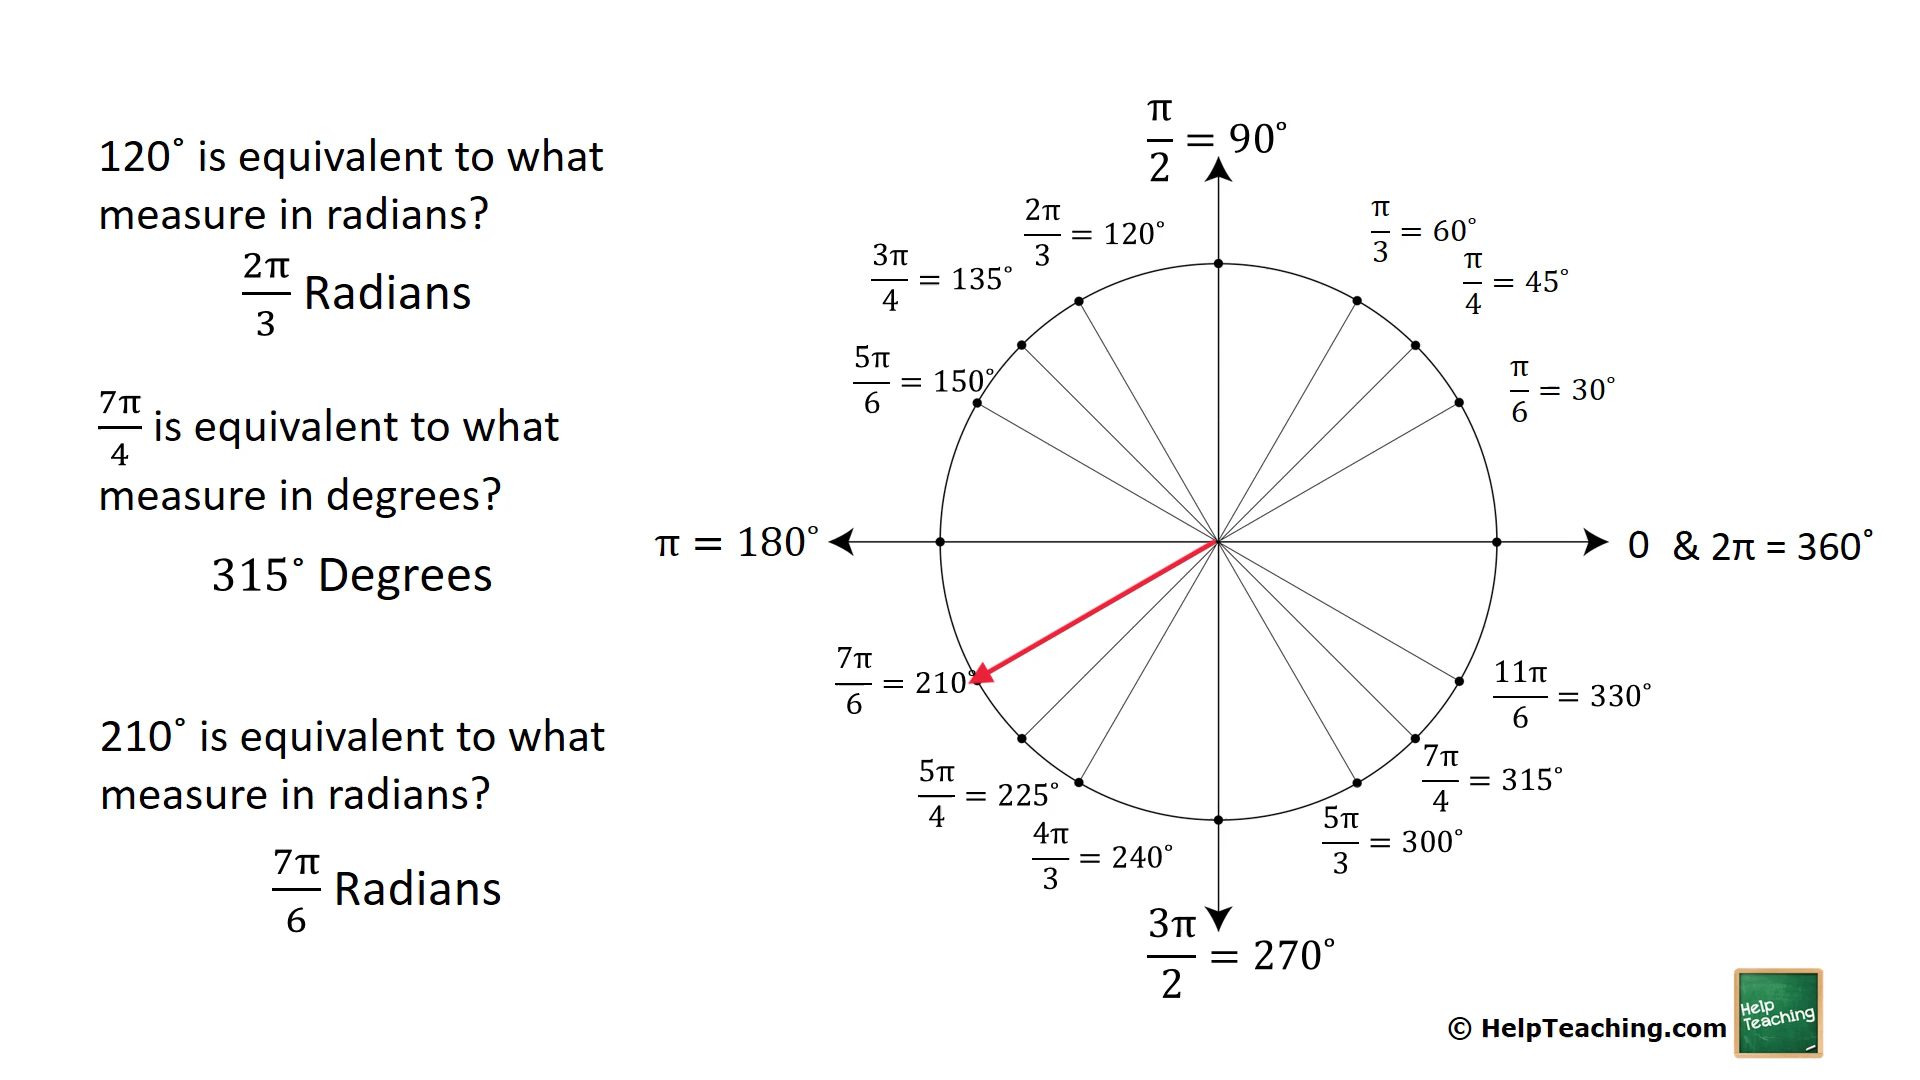 120° is equivalent to what
measure in radians?
2π/3 Radians
7π/4 is equivalent to what
measure in degrees?
315° Degrees
210° is equivalent to what
measure in radians?
7π/6 Radians
π/2 = 90°
2π/3 = 120°
π/3 = 60°
3π/4 = 135°
π/4 = 45°
5π/6 = 150°
π/6 = 30°
π = 180°
0 & 2π = 360°
7π/6 = 210°
11π/6 = 330°
5π/4 = 225°
7π/4 = 315°
4π/3 = 240°
5π/3 = 300°
3π/2 = 270°
© HelpTeaching.com
Help
Teaching